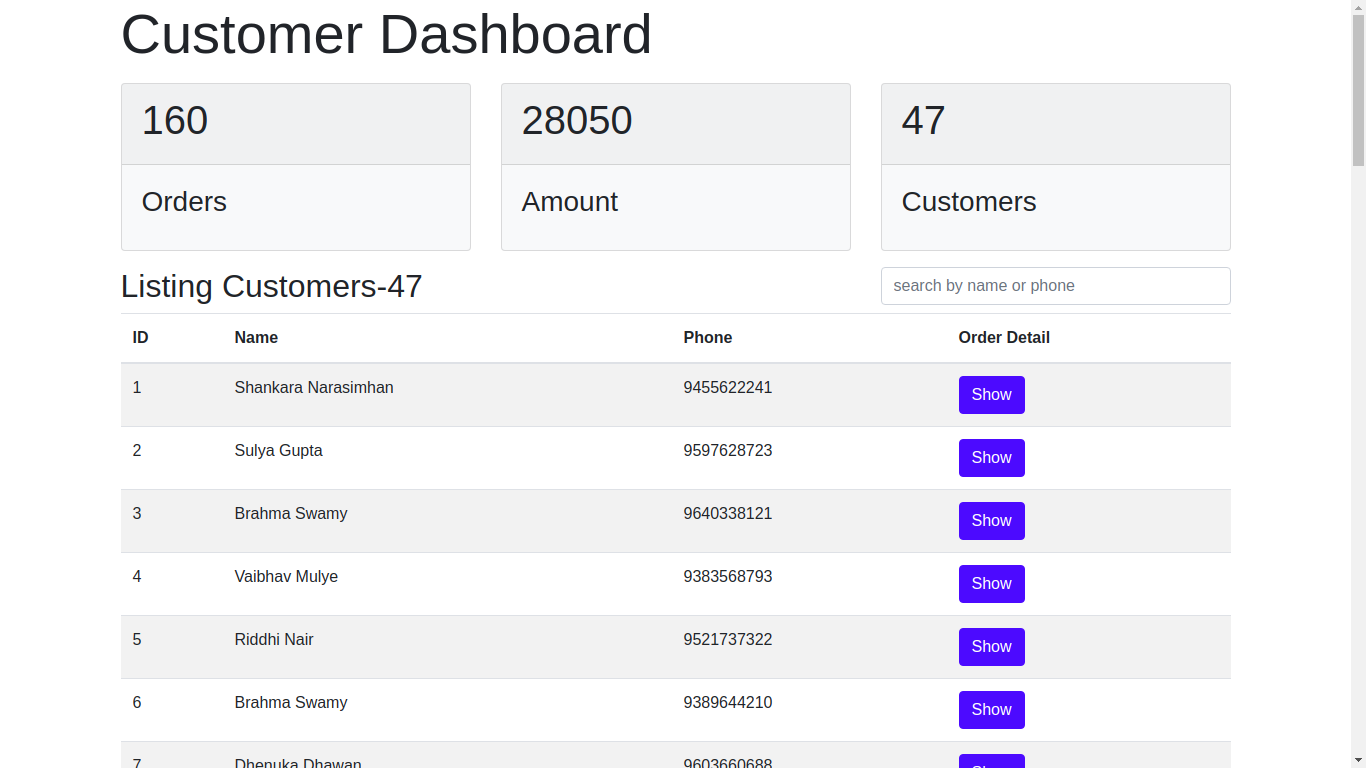 Customer Dashboard
160 28050 47
Orders Amount Customers
Listing Customers-47 search by name or phone
ID Name Phone Order Detail
1 Shankara Narasimhan 9455622241 Show
2 Sulya Gupta 9597628723 Show
3 Brahma Swamy 9640338121 Show
4 Vaibhav Mulye 9383568793 Show
5 Riddhi Nair 9521737322 Show
6 Brahma Swamy 9389644210 Show
7 Dhenuka Dhawan 9603660688 Show